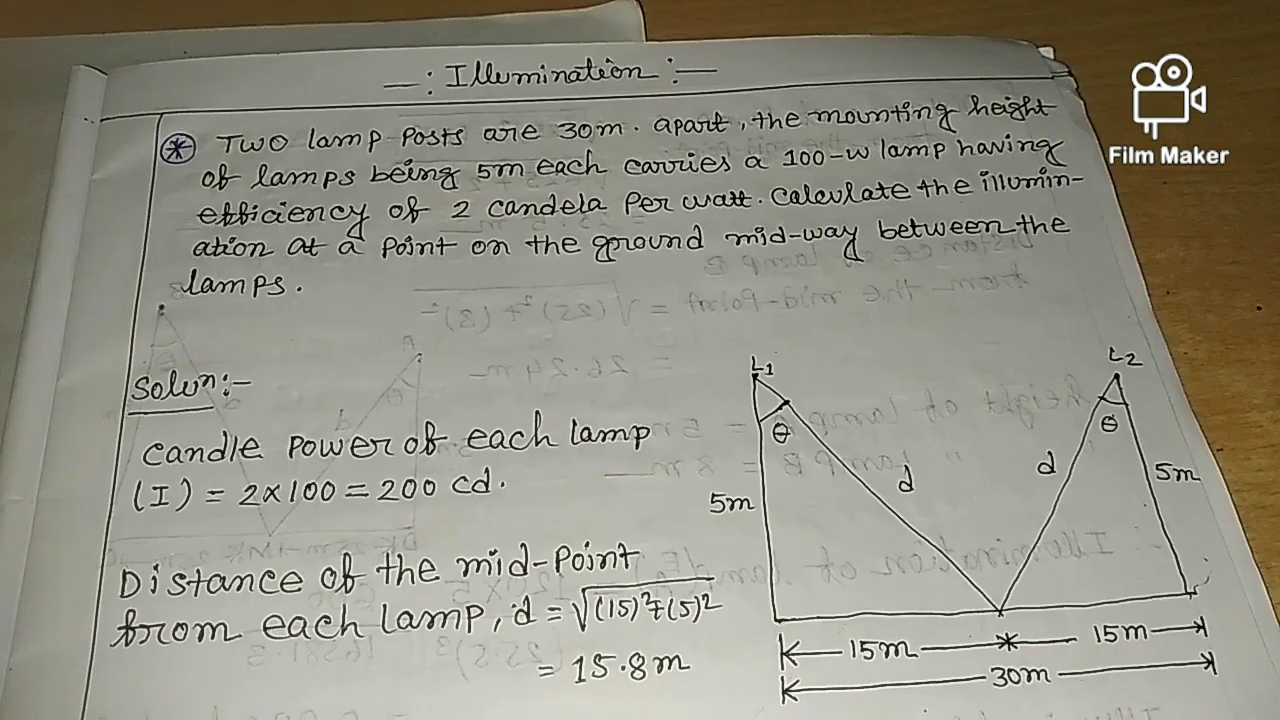 —: Illumination :—
Film Maker
* Two lamp posts are 30m. apart, the mounting height
of lamps being 5m each carries a 100-w lamp having
efficiency of 2 candela per watt. calculate the illumin-
ation at a point on the ground mid-way between the
lamps.
Solun:-
candle power of each lamp
(I) = 2×100 = 200 cd.
Distance of the mid-point
from each lamp, d = √(15)²+(5)²
= 15.8m
L1
L2
θ
θ
d
d
5m
5m
15m
15m
30m